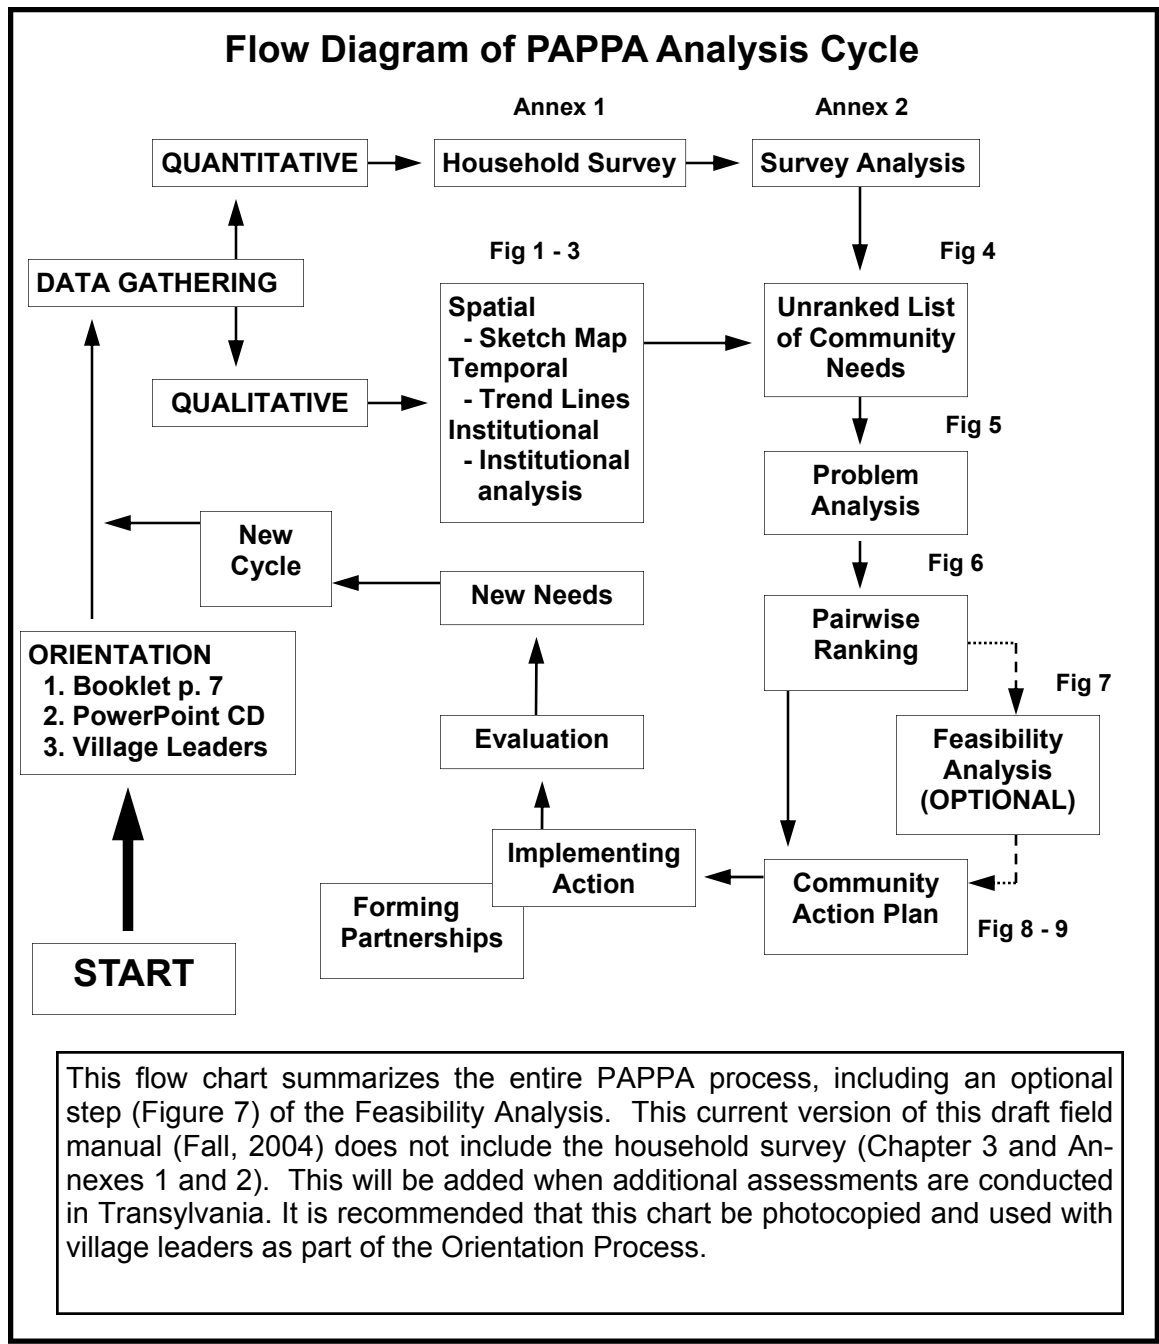 Flow Diagram of PAPPA Analysis Cycle
Annex 1
Annex 2
QUANTITATIVE
Household Survey
Survey Analysis
Fig 1 - 3
Fig 4
DATA GATHERING
Spatial
- Sketch Map
Temporal
- Trend Lines
Institutional
- Institutional
analysis
Unranked List
of Community
Needs
QUALITATIVE
Fig 5
Problem
Analysis
New
Cycle
Fig 6
New Needs
Pairwise
Ranking
ORIENTATION
1. Booklet p. 7
2. PowerPoint CD
3. Village Leaders
Fig 7
Evaluation
Feasibility
Analysis
(OPTIONAL)
Implementing
Action
Community
Action Plan
Forming
Partnerships
Fig 8 - 9
START
This flow chart summarizes the entire PAPPA process, including an optional
step (Figure 7) of the Feasibility Analysis.  This current version of this draft field
manual (Fall, 2004) does not include the household survey (Chapter 3 and An-
nexes 1 and 2).  This will be added when additional assessments are conducted
in Transylvania. It is recommended that this chart be photocopied and used with
village leaders as part of the Orientation Process.